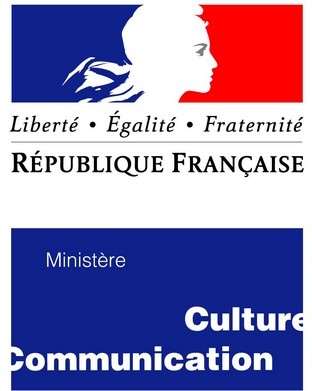 Liberté • Égalité • Fraternité
RÉPUBLIQUE FRANÇAISE
Ministère
Culture
Communication